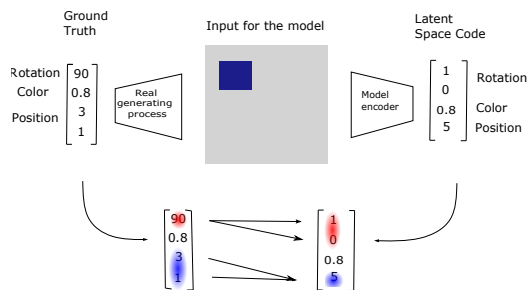 Ground
Truth
Input for the model
Latent
Space Code
Rotation
Color
Position
90
0.8
3
1
Real
generating
process
Model
encoder
1
0
0.8
5
Rotation
Color
Position
90
0.8
3
1
1
0
0.8
5